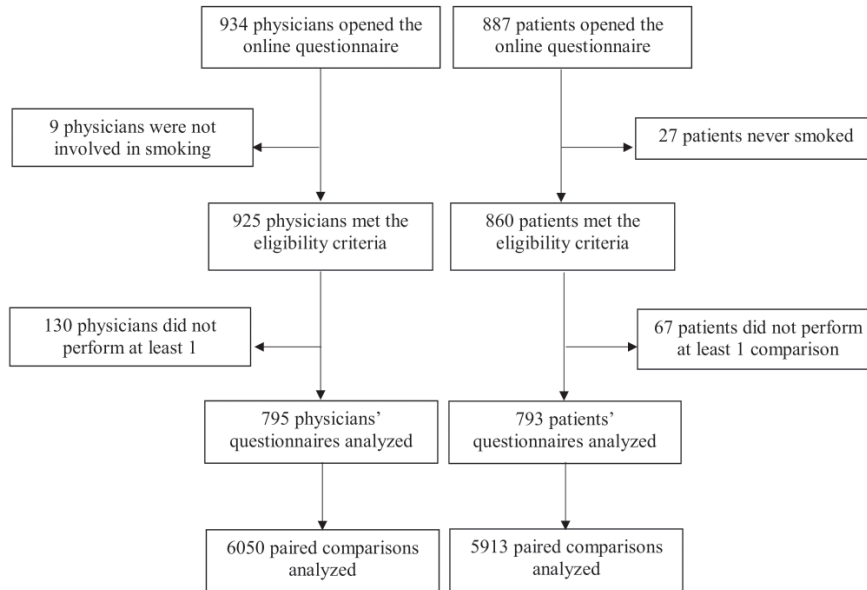 934 physicians opened the
online questionnaire
887 patients opened the
online questionnaire
9 physicians were not
involved in smoking
27 patients never smoked
925 physicians met the
eligibility criteria
860 patients met the
eligibility criteria
130 physicians did not
perform at least 1
67 patients did not perform
at least 1 comparison
795 physicians’
questionnaires analyzed
793 patients’
questionnaires analyzed
6050 paired comparisons
analyzed
5913 paired comparisons
analyzed